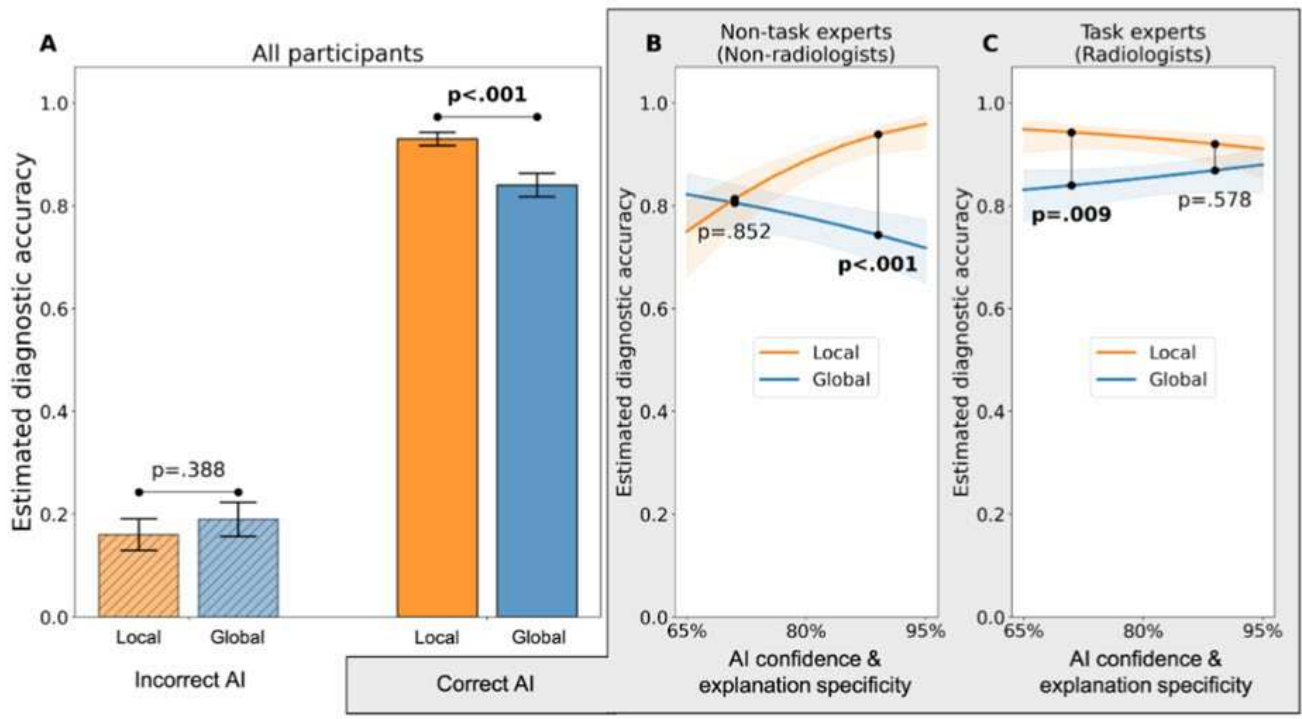 A
All participants
Estimated diagnostic accuracy
1.0
0.8
0.6
0.4
0.2
0.0
p=.388
p<.001
Local
Global
Local
Global
Incorrect AI
Correct AI
B
Non-task experts
(Non-radiologists)
Estimated diagnostic accuracy
1.0
0.8
0.6
0.4
0.2
0.0
p=.852
p<.001
Local
Global
65%
80%
95%
AI confidence &
explanation specificity
C
Task experts
(Radiologists)
Estimated diagnostic accuracy
1.0
0.8
0.6
0.4
0.2
0.0
p=.009
p=.578
Local
Global
65%
80%
95%
AI confidence &
explanation specificity